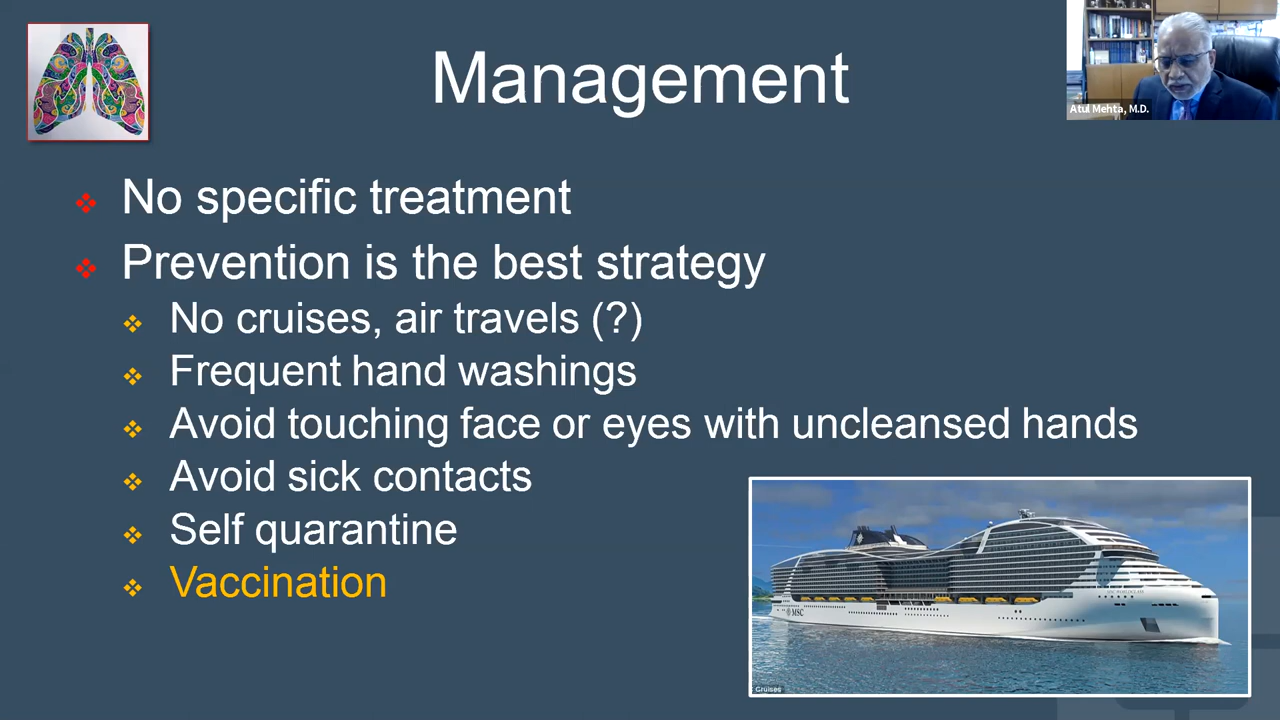 Management
Atul Mehta, M.D.
No specific treatment
Prevention is the best strategy
No cruises, air travels (?)
Frequent hand washings
Avoid touching face or eyes with uncleansed hands
Avoid sick contacts
Self quarantine
Vaccination
MSC
Cruises